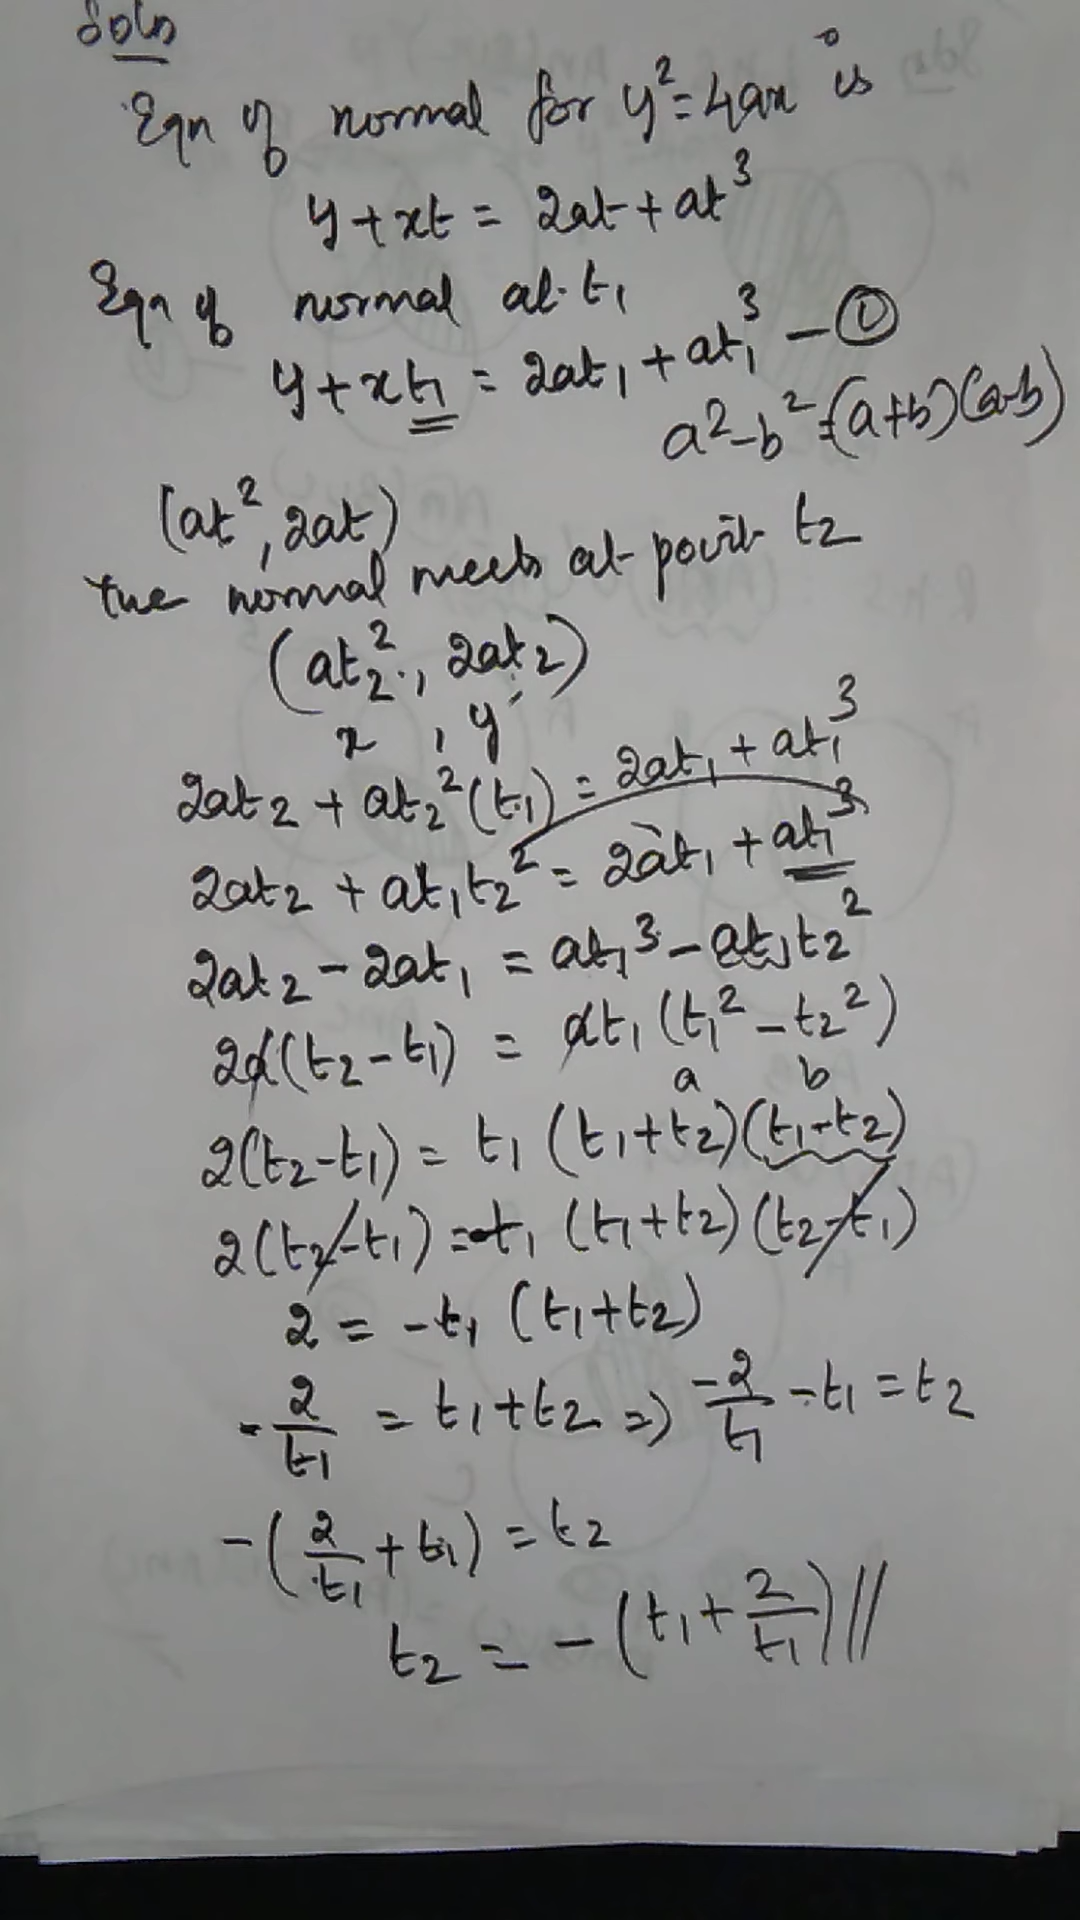 Soln
Eqn of normal for y² = 4ax is
y + xt = 2at + at³
Eqn of normal at t₁
y + xt₁ = 2at₁ + at₁³ – ①
a² – b² = (a+b)(a-b)
(at², 2at)
the normal meets at point t₂
(at₂², 2at₂)
x , y
2at₂ + at₂²(t₁) = 2at₁ + at₁³
2at₂ + at₁t₂² = 2at₁ + at₁³
2at₂ – 2at₁ = at₁³ – at₁t₂²
2a(t₂ – t₁) = at₁(t₁² – t₂²)
a b
2(t₂ – t₁) = t₁(t₁ + t₂)(t₁ – t₂)
2(t₂ – t₁) = -t₁(t₁ + t₂)(t₂ – t₁)
2 = -t₁(t₁ + t₂)
-2/t₁ = t₁ + t₂ ⇒ -2/t₁ – t₁ = t₂
-(2/t₁ + t₁) = t₂
t₂ = -(t₁ + 2/t₁)//